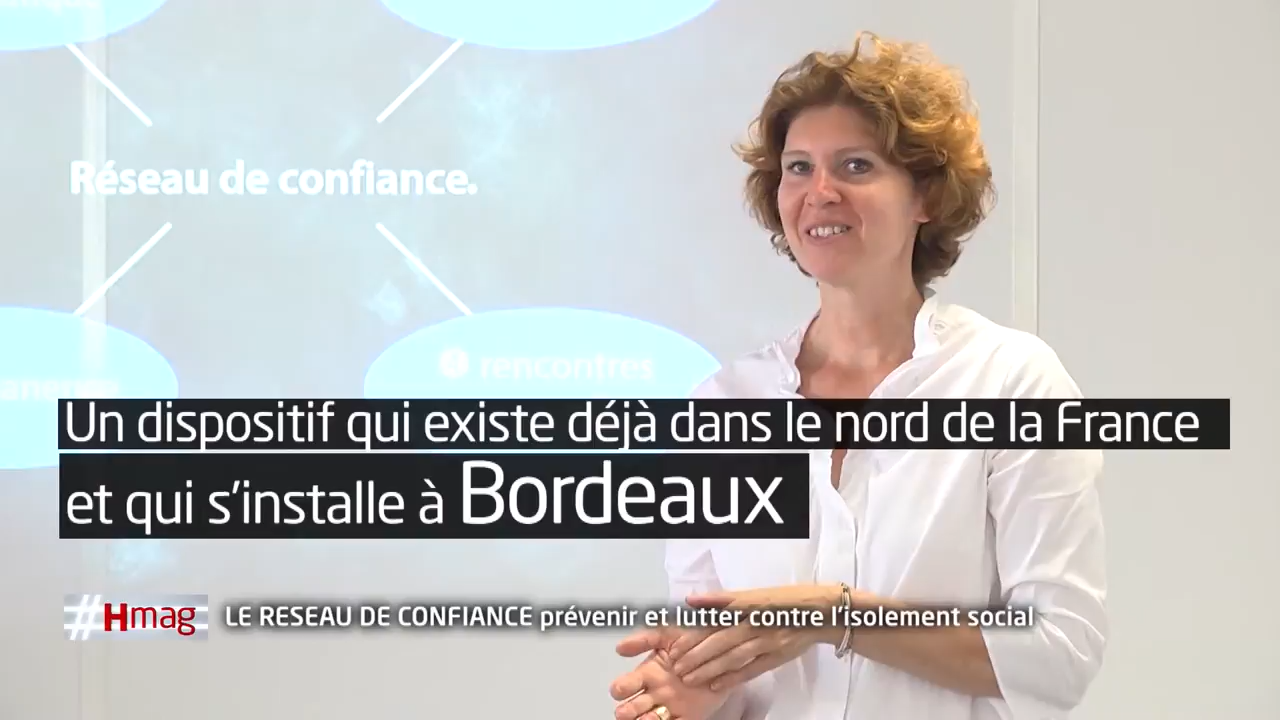 Réseau de confiance.
rencontres
Un dispositif qui existe déjà dans le nord de la France
et qui s'installe à Bordeaux
#Hmag LE RESEAU DE CONFIANCE prévenir et lutter contre l'isolement social